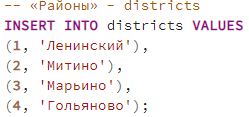 -- «Районы» - districts
INSERT INTO districts VALUES
(1, 'Ленинский'),
(2, 'Митино'),
(3, 'Марьино'),
(4, 'Гольяново');